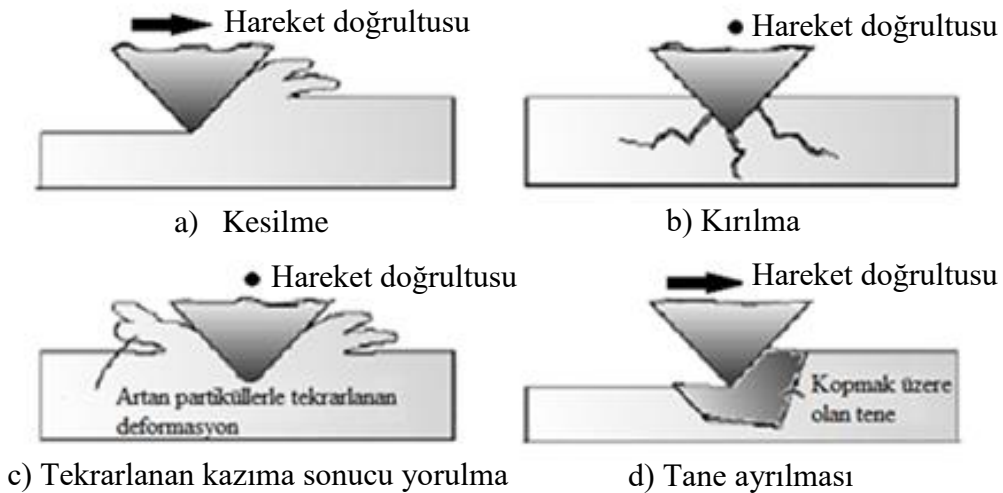 Hareket doğrultusu
Hareket doğrultusu
a) Kesilme
b) Kırılma
Hareket doğrultusu
Hareket doğrultusu
Artan partiküllerle tekrarlanan
deformasyon
Kopmak üzere
olan tene
c) Tekrarlanan kazıma sonucu yorulma
d) Tane ayrılması